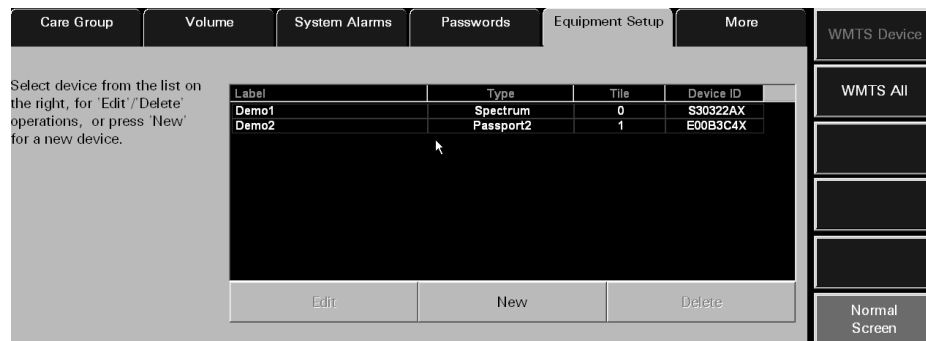 Care Group Volume System Alarms Passwords Equipment Setup More
WMTS Device
Select device from the list on
the right, for 'Edit'/'Delete'
operations, or press 'New'
for a new device.
Label Type Tile Device ID
Demo1 Spectrum 0 S30322AX
Demo2 Passport2 1 E00B3C4X
WMTS All
Edit New Delete
Normal
Screen